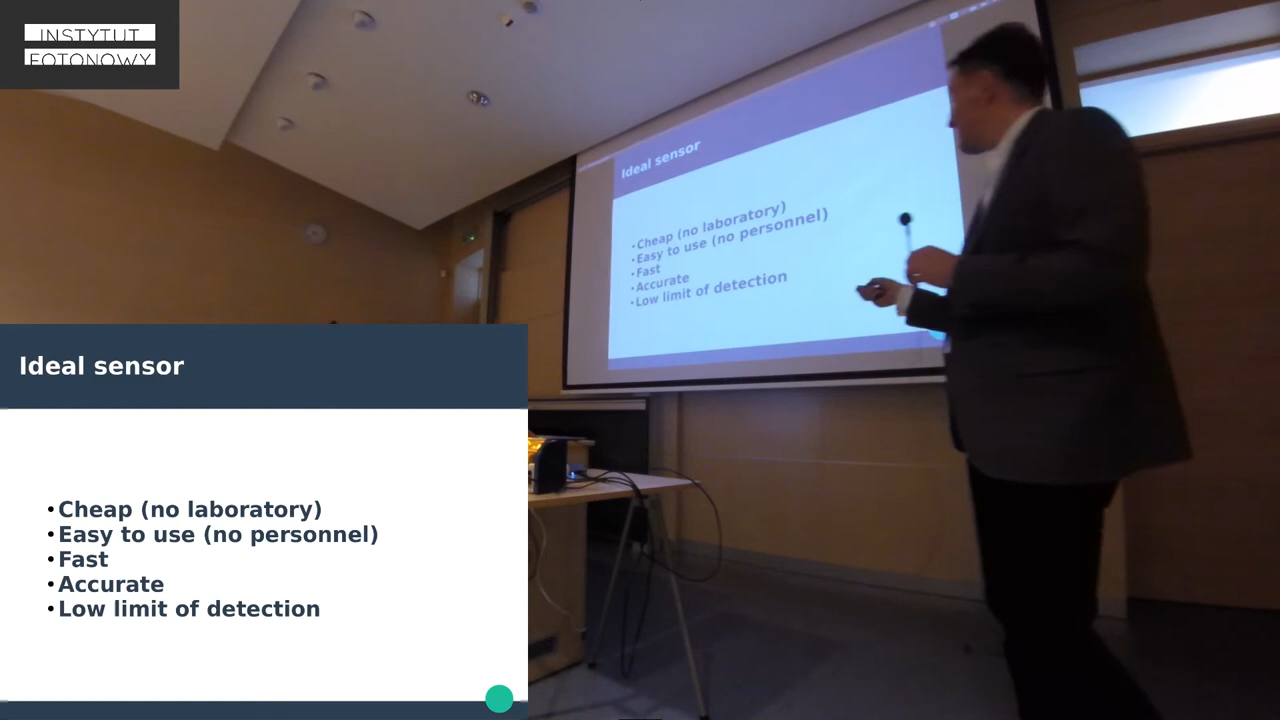 INSTYTUT
FOTONOWY
Ideal sensor
•Cheap (no laboratory)
•Easy to use (no personnel)
•Fast
•Accurate
•Low limit of detection
Ideal sensor
•Cheap (no laboratory)
•Easy to use (no personnel)
•Fast
•Accurate
•Low limit of detection